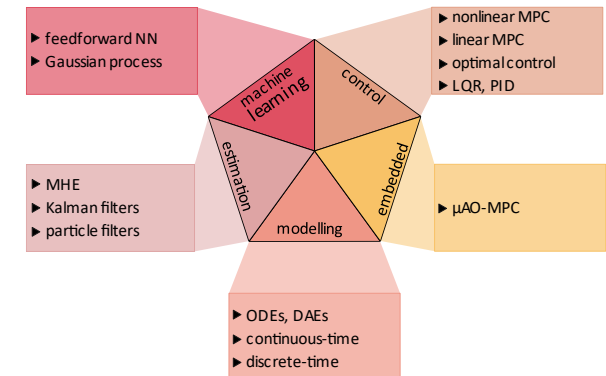 feedforward NN
Gaussian process
nonlinear MPC
linear MPC
optimal control
LQR, PID
machine
learning
control
estimation
embedded
modelling
MHE
Kalman filters
particle filters
μAO-MPC
ODEs, DAEs
continuous-time
discrete-time